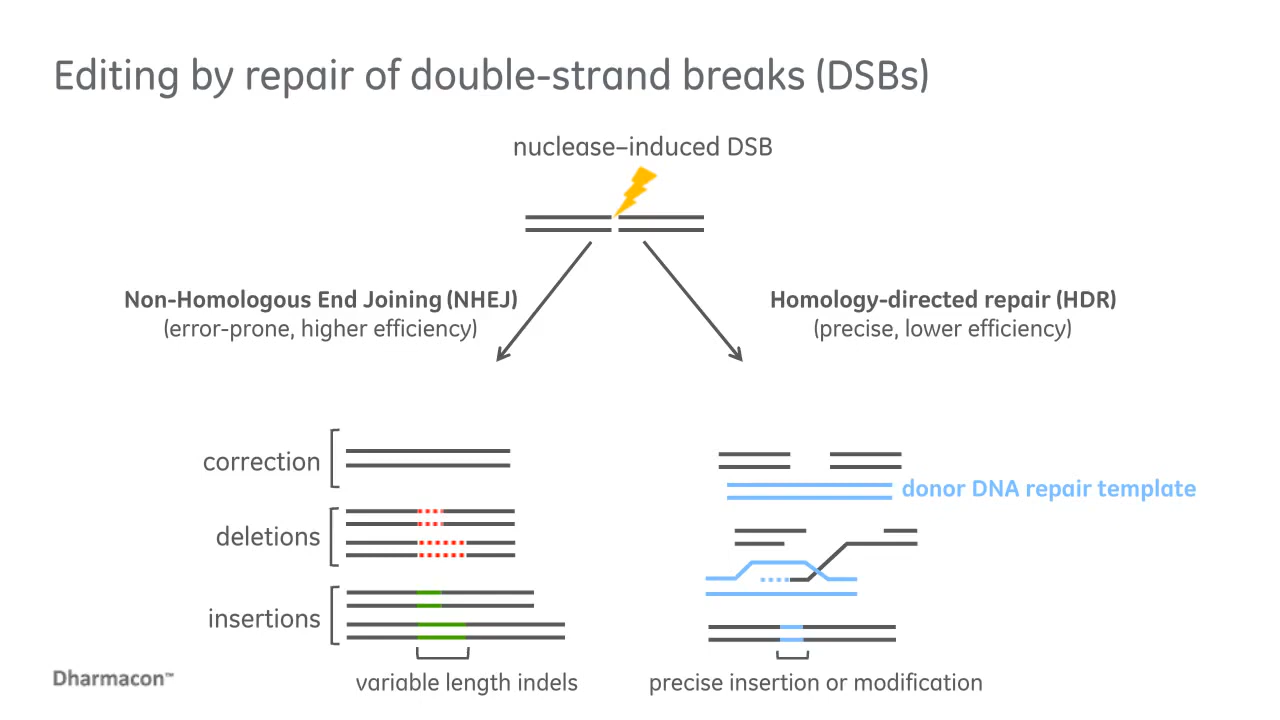 Editing by repair of double-strand breaks (DSBs)
nuclease–induced DSB
Non-Homologous End Joining (NHEJ)
(error-prone, higher efficiency)
Homology-directed repair (HDR)
(precise, lower efficiency)
correction
deletions
insertions
variable length indels
donor DNA repair template
precise insertion or modification
Dharmacon™